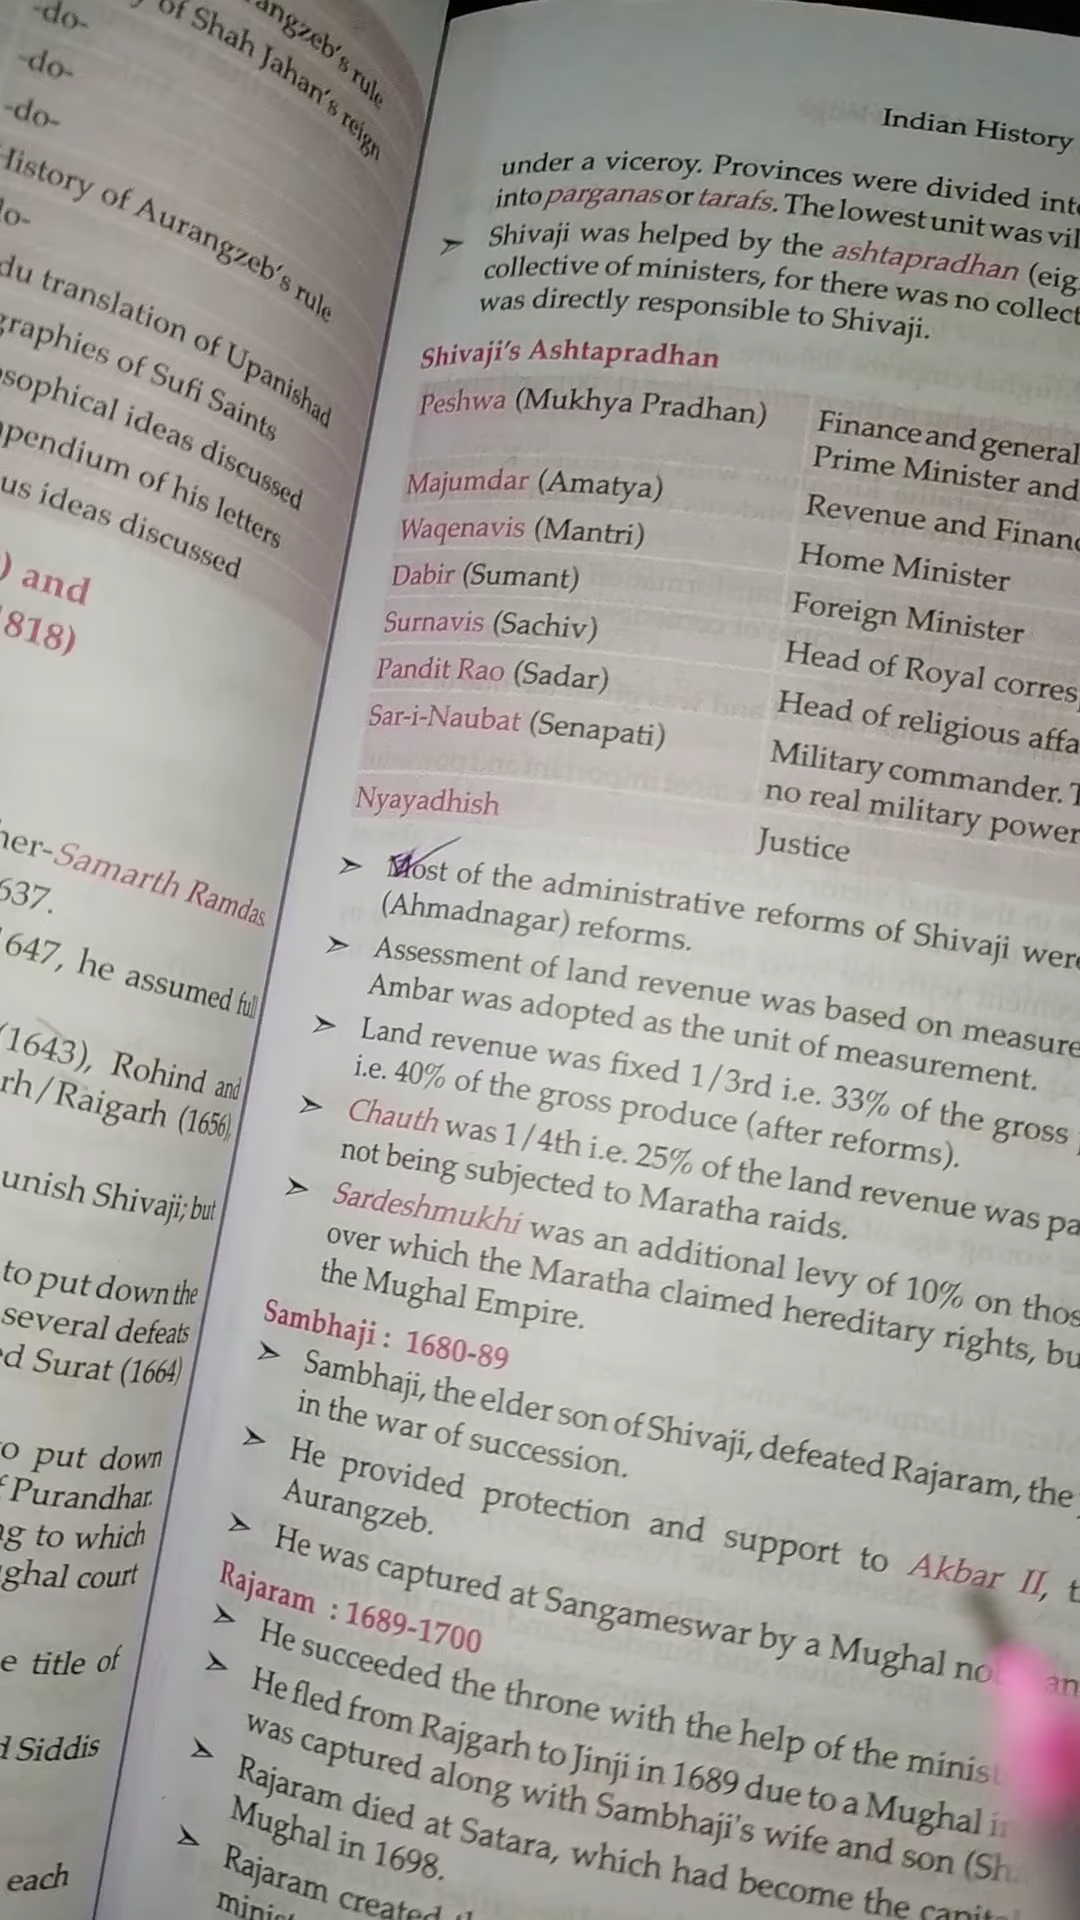 angzeb's rule
of Shah Jahan's reign
-do-
-do-
-do-
History of Aurangzeb's rule
do-
du translation of Upanishad
graphies of Sufi Saints
sophical ideas discussed
pendium of his letters
us ideas discussed
) and
818)
her-Samarth Ramdas,
637.
647, he assumed full
(1643), Rohind and
rh/Raigarh (1656),
unish Shivaji; but
to put down the
several defeats
ed Surat (1664)
o put down
f Purandhar.
ng to which
ghal court
e title of
d Siddis
each
Indian History
under a viceroy. Provinces were divided into
into parganas or tarafs. The lowest unit was vil
➢ Shivaji was helped by the ashtapradhan (eig
collective of ministers, for there was no collect
was directly responsible to Shivaji.
Shivaji's Ashtapradhan
Peshwa (Mukhya Pradhan) Finance and general
Prime Minister and
Majumdar (Amatya) Revenue and Financ
Waqenavis (Mantri) Home Minister
Dabir (Sumant) Foreign Minister
Surnavis (Sachiv) Head of Royal corres
Pandit Rao (Sadar) Head of religious affa
Sar-i-Naubat (Senapati) Military commander. T
no real military power
Nyayadhish Justice
➢ Most of the administrative reforms of Shivaji were
(Ahmadnagar) reforms.
➢ Assessment of land revenue was based on measure
Ambar was adopted as the unit of measurement.
➢ Land revenue was fixed 1/3rd i.e. 33% of the gross
i.e. 40% of the gross produce (after reforms).
➢ Chauth was 1/4th i.e. 25% of the land revenue was pa
not being subjected to Maratha raids.
➢ Sardeshmukhi was an additional levy of 10% on thos
over which the Maratha claimed hereditary rights, bu
the Mughal Empire.
Sambhaji : 1680-89
➢ Sambhaji, the elder son of Shivaji, defeated Rajaram, the
in the war of succession.
➢ He provided protection and support to Akbar II, t
Aurangzeb.
➢ He was captured at Sangameswar by a Mughal no an
Rajaram : 1689-1700
➢ He succeeded the throne with the help of the minist
➢ He fled from Rajgarh to Jinji in 1689 due to a Mughal in
was captured along with Sambhaji's wife and son (Sh
➢ Rajaram died at Satara, which had become the capit
Mughal in 1698.
➢ Rajaram created
minis